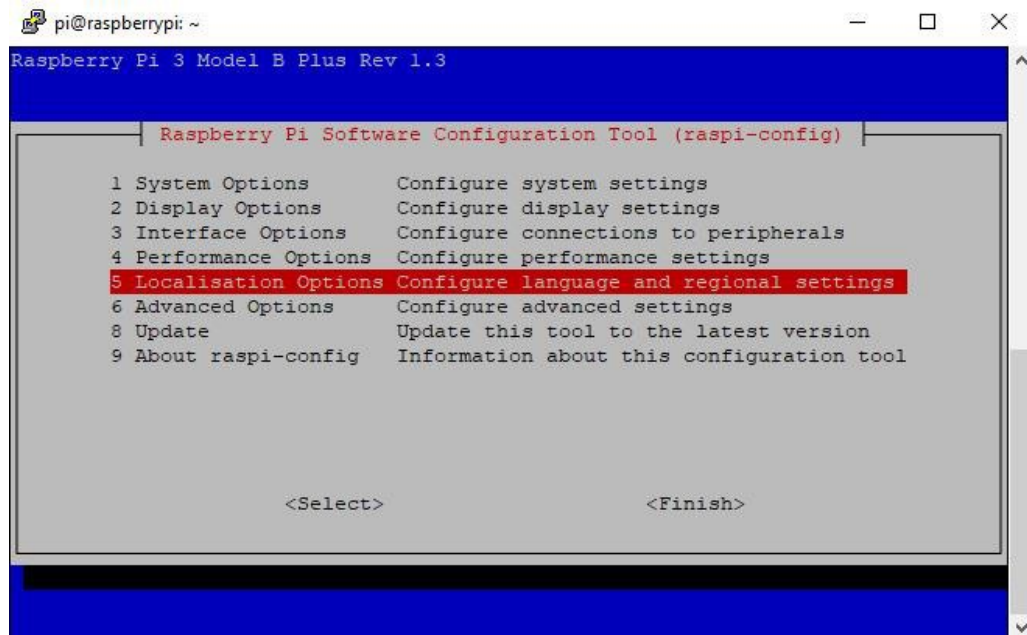 pi@raspberrypi: ~
Raspberry Pi 3 Model B Plus Rev 1.3
Raspberry Pi Software Configuration Tool (raspi-config)
1 System Options Configure system settings
2 Display Options Configure display settings
3 Interface Options Configure connections to peripherals
4 Performance Options Configure performance settings
5 Localisation Options Configure language and regional settings
6 Advanced Options Configure advanced settings
8 Update Update this tool to the latest version
9 About raspi-config Information about this configuration tool
<Select> <Finish>